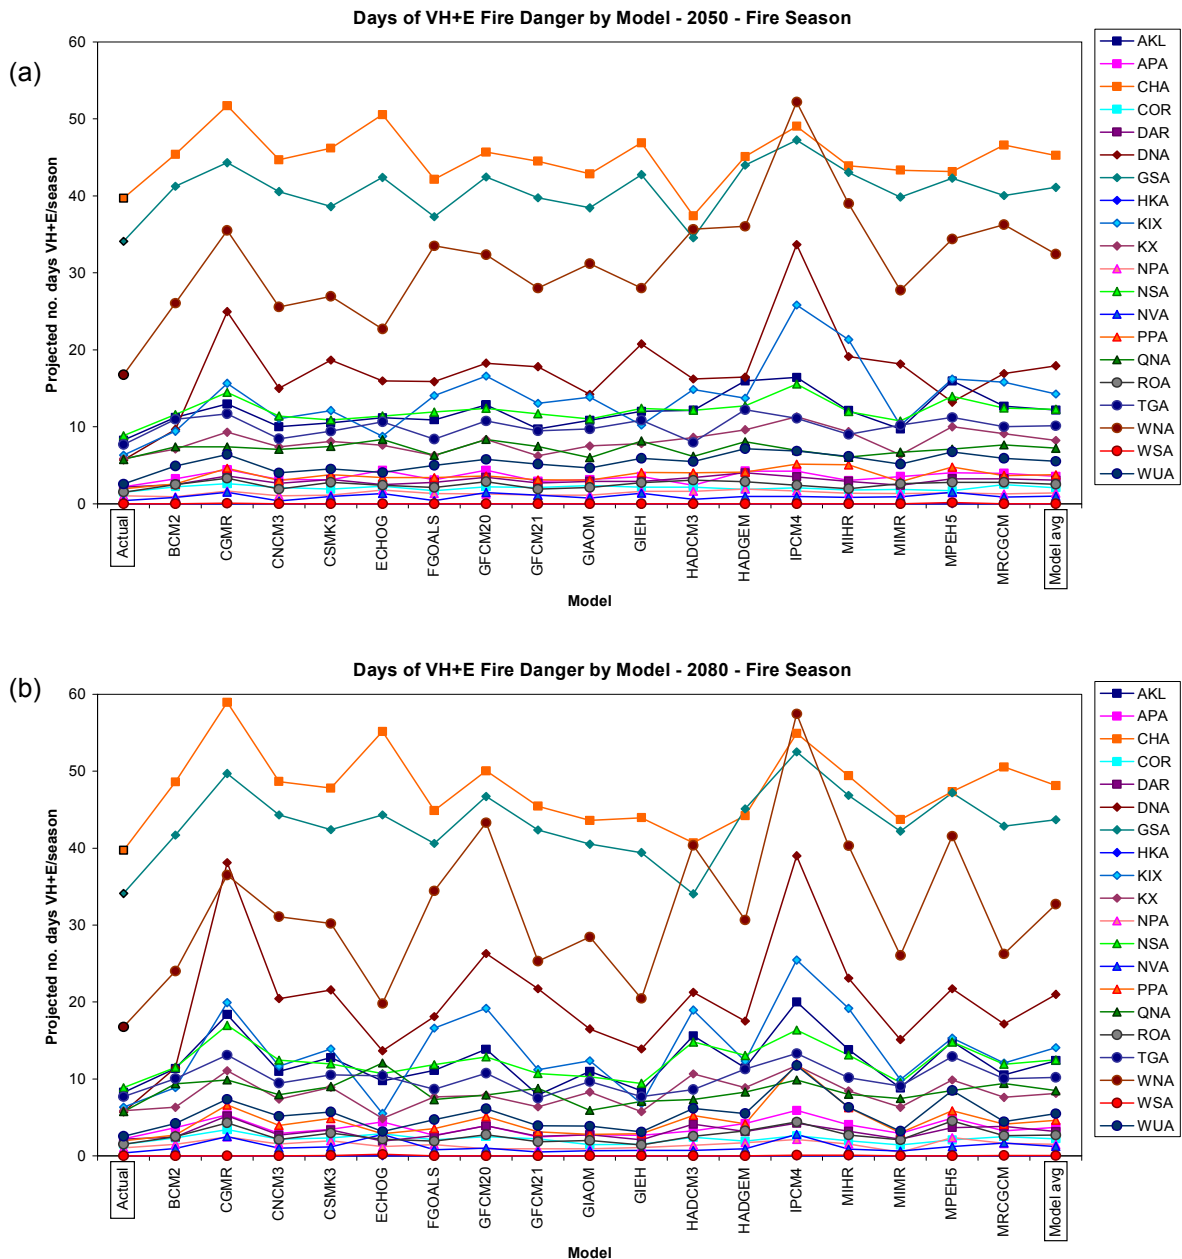 Days of VH+E Fire Danger by Model - 2050 - Fire Season
(a)
Projected no. days VH+E/season
60
50
40
30
20
10
0
Actual
BCM2
CGMR
CNCM3
CSMK3
ECHOG
FGOALS
GFCM20
GFCM21
GIAOM
GIEH
HADCM3
HADGEM
IPCM4
MIHR
MIMR
MPEH5
MRCGCM
Model avg
Model
AKL
APA
CHA
COR
DAR
DNA
GSA
HKA
KIX
KX
NPA
NSA
NVA
PPA
QNA
ROA
TGA
WNA
WSA
WUA
Days of VH+E Fire Danger by Model - 2080 - Fire Season
(b)
Projected no. days VH+E/season
60
50
40
30
20
10
0
Actual
BCM2
CGMR
CNCM3
CSMK3
ECHOG
FGOALS
GFCM20
GFCM21
GIAOM
GIEH
HADCM3
HADGEM
IPCM4
MIHR
MIMR
MPEH5
MRCGCM
Model avg
Model
AKL
APA
CHA
COR
DAR
DNA
GSA
HKA
KIX
KX
NPA
NSA
NVA
PPA
QNA
ROA
TGA
WNA
WSA
WUA